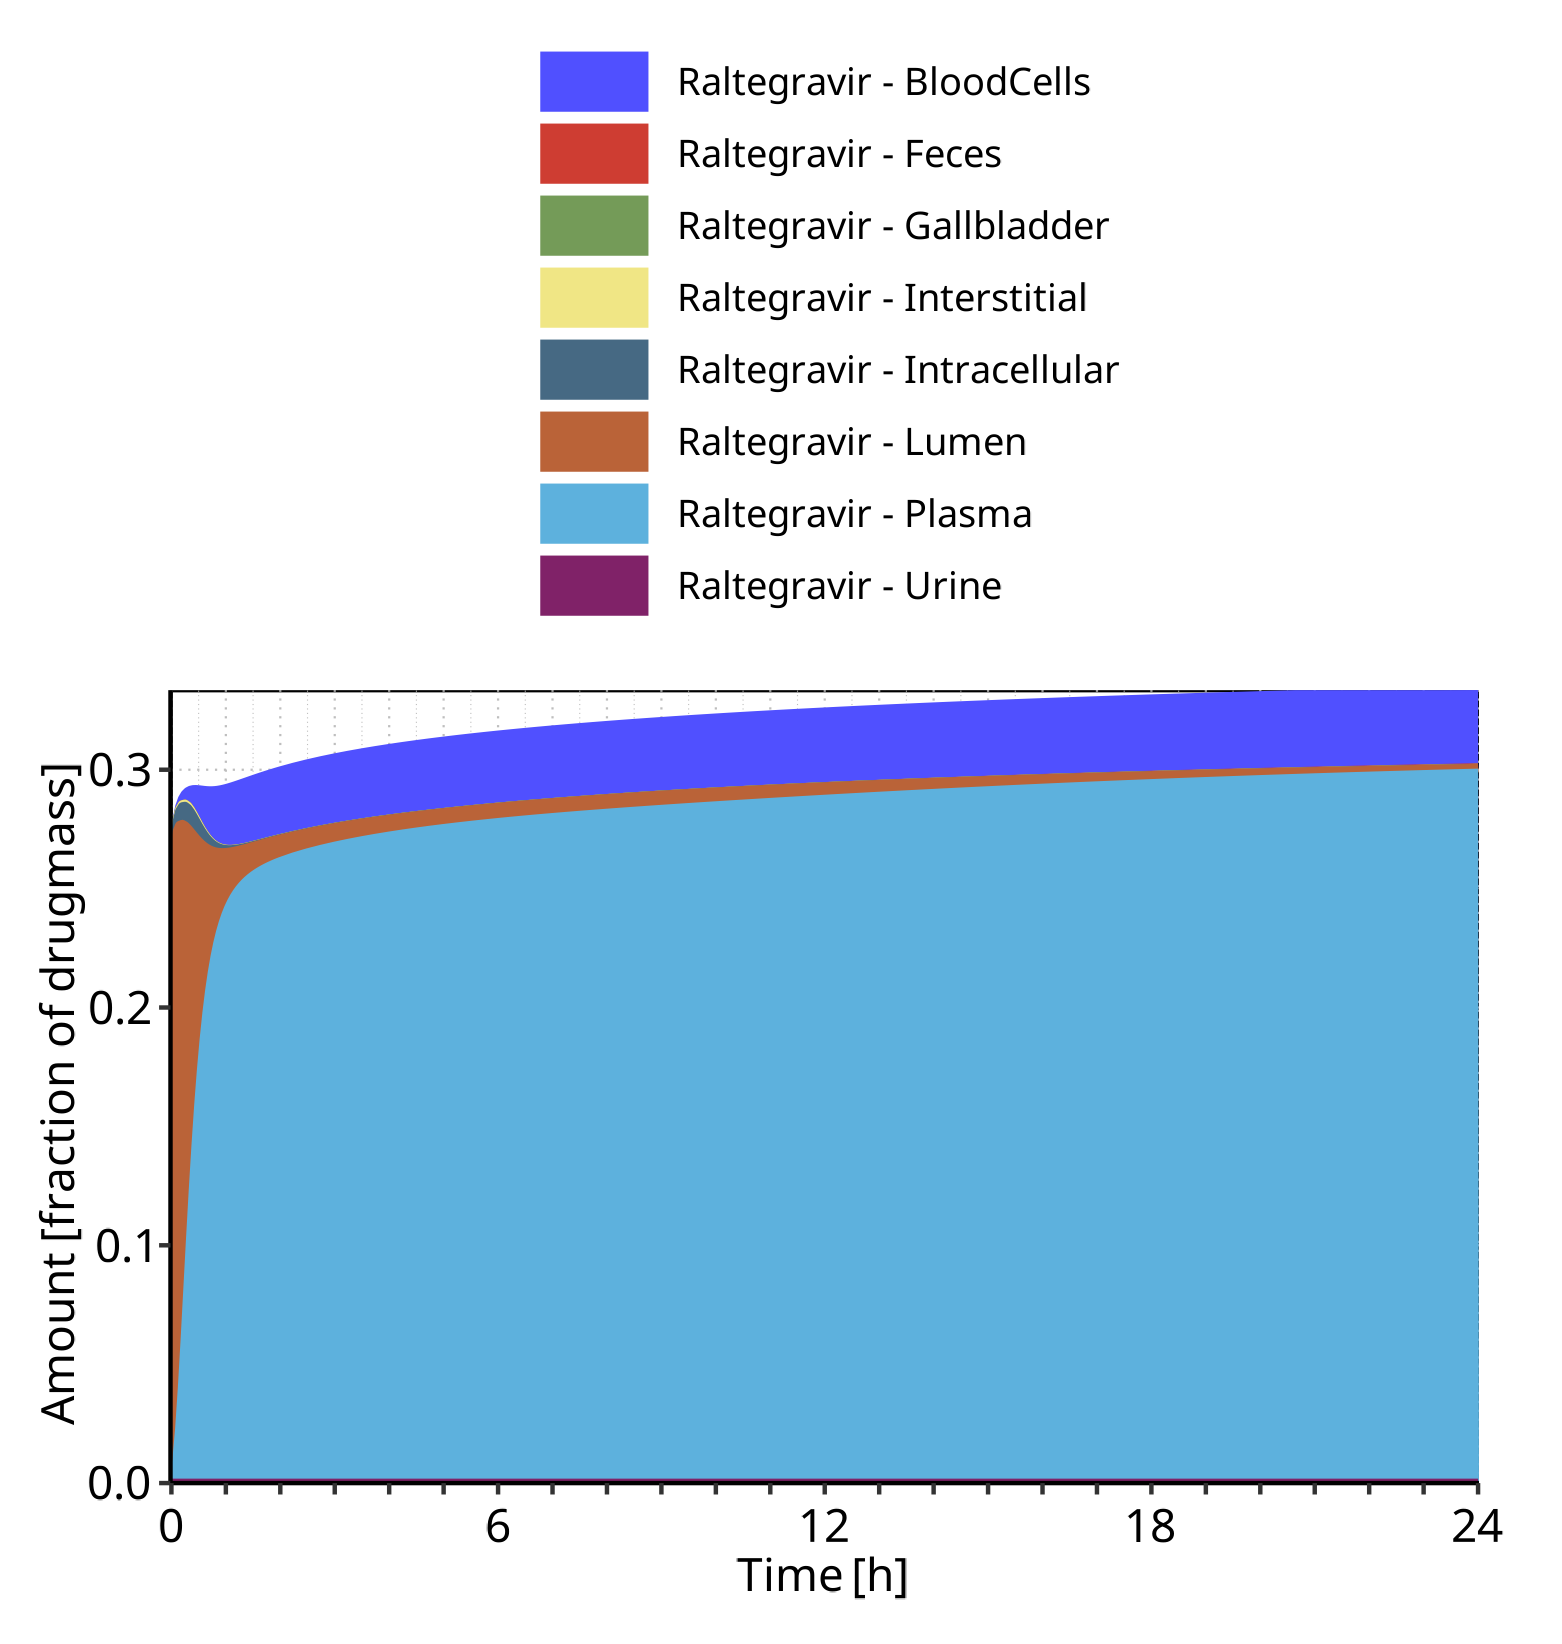 Raltegravir - BloodCells
Raltegravir - Feces
Raltegravir - Gallbladder
Raltegravir - Interstitial
Raltegravir - Intracellular
Raltegravir - Lumen
Raltegravir - Plasma
Raltegravir - Urine
Amount [fraction of drugmass]
0.3
0.2
0.1
0.0
0 6 12 18 24
Time [h]